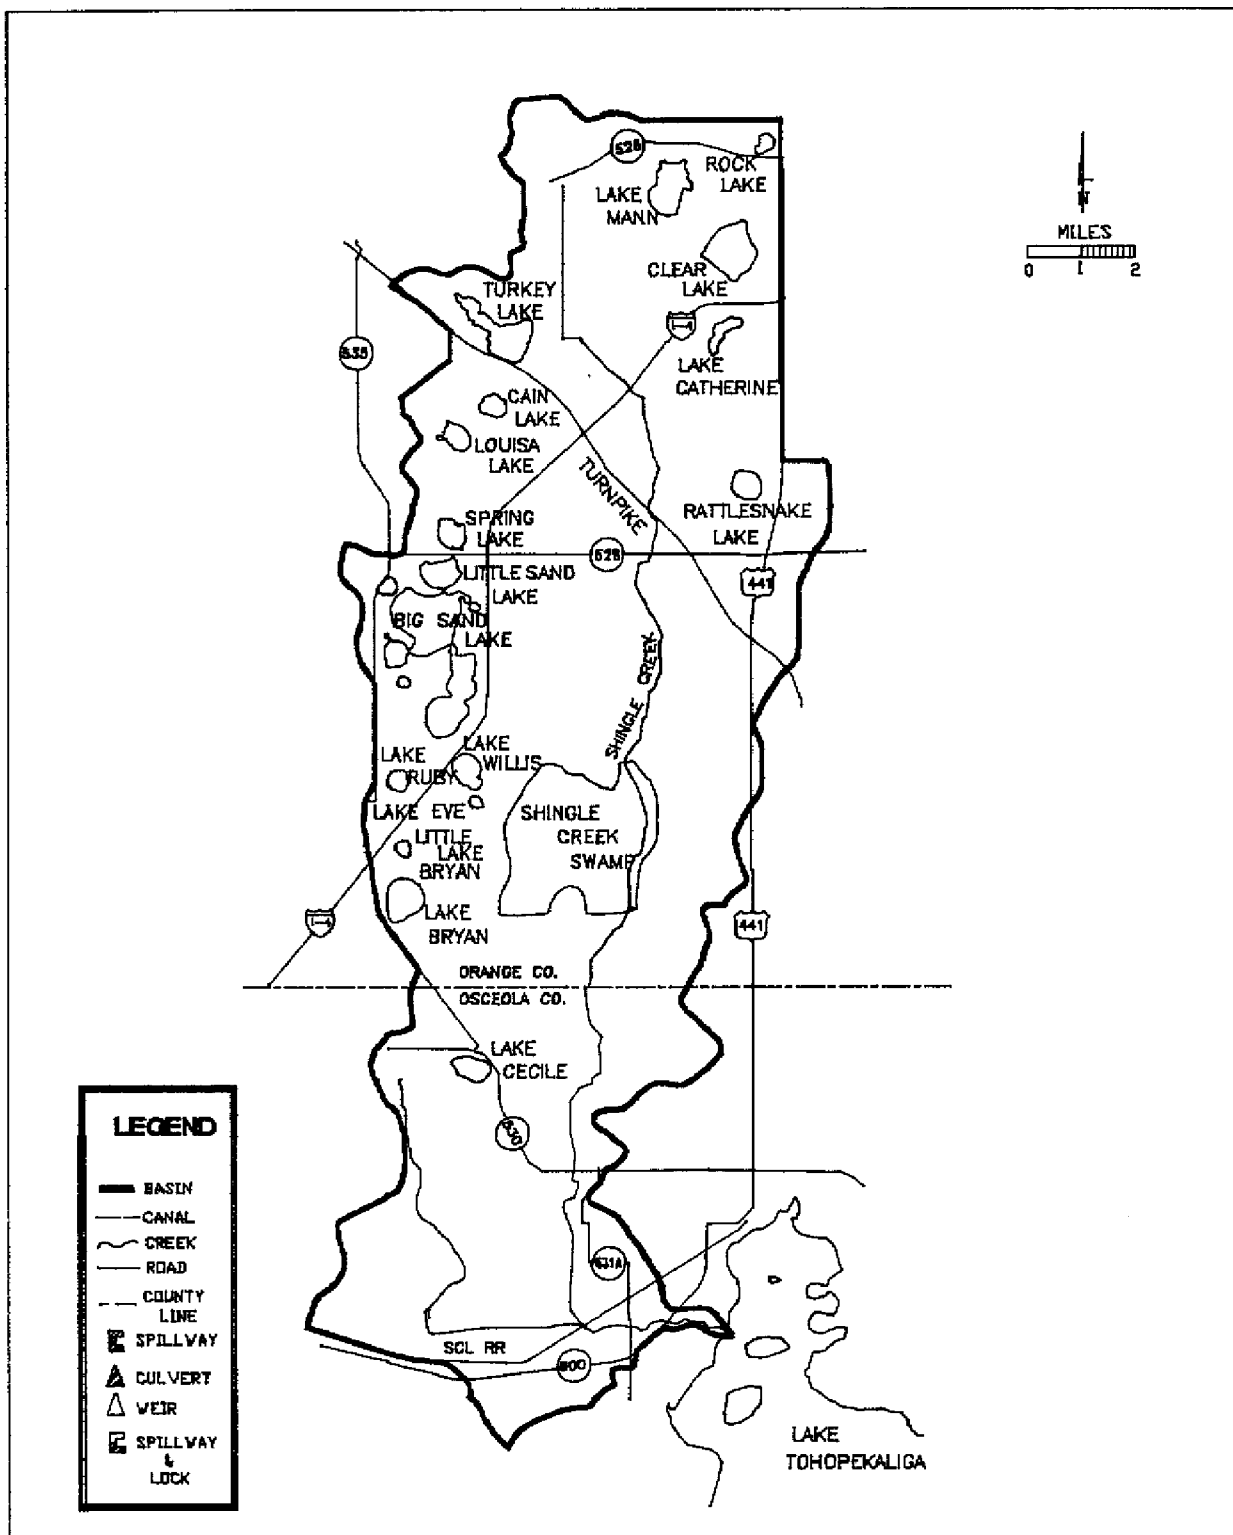 526
ROCK
LAKE
LAKE
MANN
N
MILES
0 1 2
CLEAR
LAKE
TURKEY
LAKE
535
LAKE
CATHERINE
CAIN
LAKE
LOUISA
LAKE
TURNPIKE
RATTLESNAKE
LAKE
SPRING
LAKE
528
LITTLE SAND
LAKE
441
BIG SAND
LAKE
SHINGLE CREEK
LAKE
WILLIS
LAKE
RUBY
LAKE EVE
SHINGLE
CREEK
SWAMP
LITTLE
LAKE
BRYAN
LAKE
BRYAN
441
ORANGE CO.
OSCEOLA CO.
LAKE
CECILE
530
531A
SCL RR
600
LAKE
TOHOPEKALIGA
LEGEND
BASIN
CANAL
CREEK
ROAD
COUNTY
LINE
SPILLWAY
CULVERT
WEIR
SPILLWAY
&
LOCK